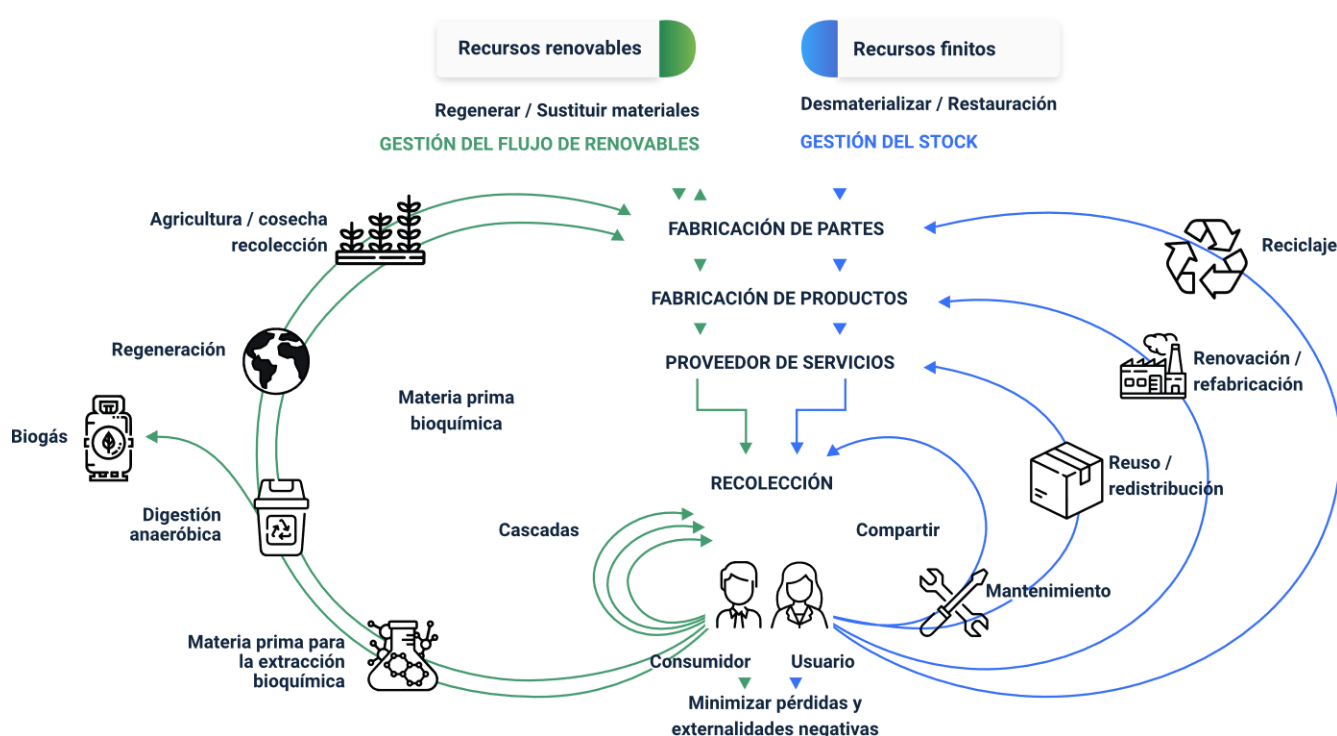 Recursos renovables
Recursos finitos
Regenerar / Sustituir materiales
Desmaterializar / Restauración
GESTIÓN DEL FLUJO DE RENOVABLES
GESTIÓN DEL STOCK
Agricultura / cosecha
recolección
FABRICACIÓN DE PARTES
Reciclaje
FABRICACIÓN DE PRODUCTOS
Regeneración
PROVEEDOR DE SERVICIOS
Renovación /
refabricación
Materia prima
bioquímica
Biogás
Reuso /
redistribución
RECOLECCIÓN
Digestión
anaeróbica
Cascadas
Compartir
Mantenimiento
Materia prima para
la extracción
bioquímica
Consumidor
Usuario
Minimizar pérdidas y
externalidades negativas